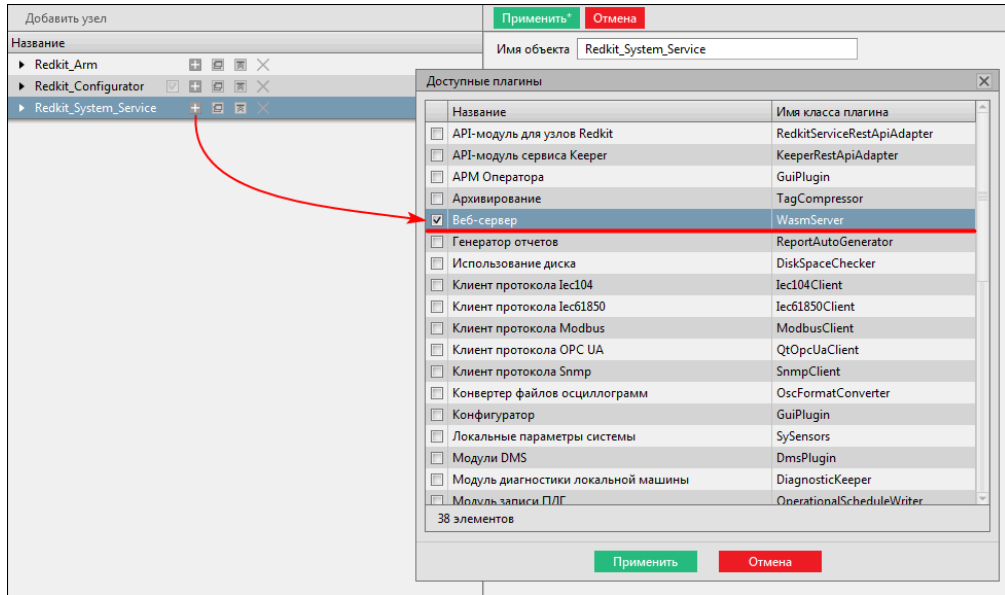 Добавить узел
Применить* Отмена
Название
Имя объекта Redkit_System_Service
Redkit_Arm
Redkit_Configurator
Redkit_System_Service
Доступные плагины
Название Имя класса плагина
API-модуль для узлов Redkit RedkitServiceRestApiAdapter
API-модуль сервиса Keeper KeeperRestApiAdapter
АРМ Оператора GuiPlugin
Архивирование TagCompressor
Веб-сервер WasmServer
Генератор отчетов ReportAutoGenerator
Использование диска DiskSpaceChecker
Клиент протокола Iec104 Iec104Client
Клиент протокола Iec61850 Iec61850Client
Клиент протокола Modbus ModbusClient
Клиент протокола OPC UA QtOpcUaClient
Клиент протокола Snmp SnmpClient
Конвертер файлов осциллограмм OscFormatConverter
Конфигуратор GuiPlugin
Локальные параметры системы SySensors
Модули DMS DmsPlugin
Модуль диагностики локальной машины DiagnosticKeeper
Модуль записи ПДГ OperationalScheduleWriter
38 элементов
Применить Отмена